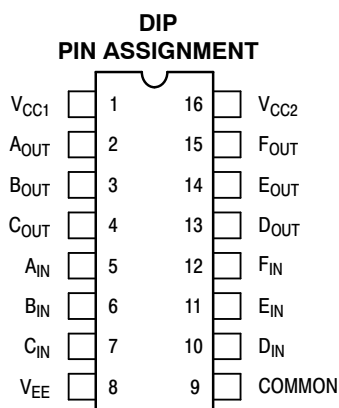 DIP
PIN ASSIGNMENT
VCC1 1 16 VCC2
AOUT 2 15 FOUT
BOUT 3 14 EOUT
COUT 4 13 DOUT
AIN 5 12 FIN
BIN 6 11 EIN
CIN 7 10 DIN
VEE 8 9 COMMON